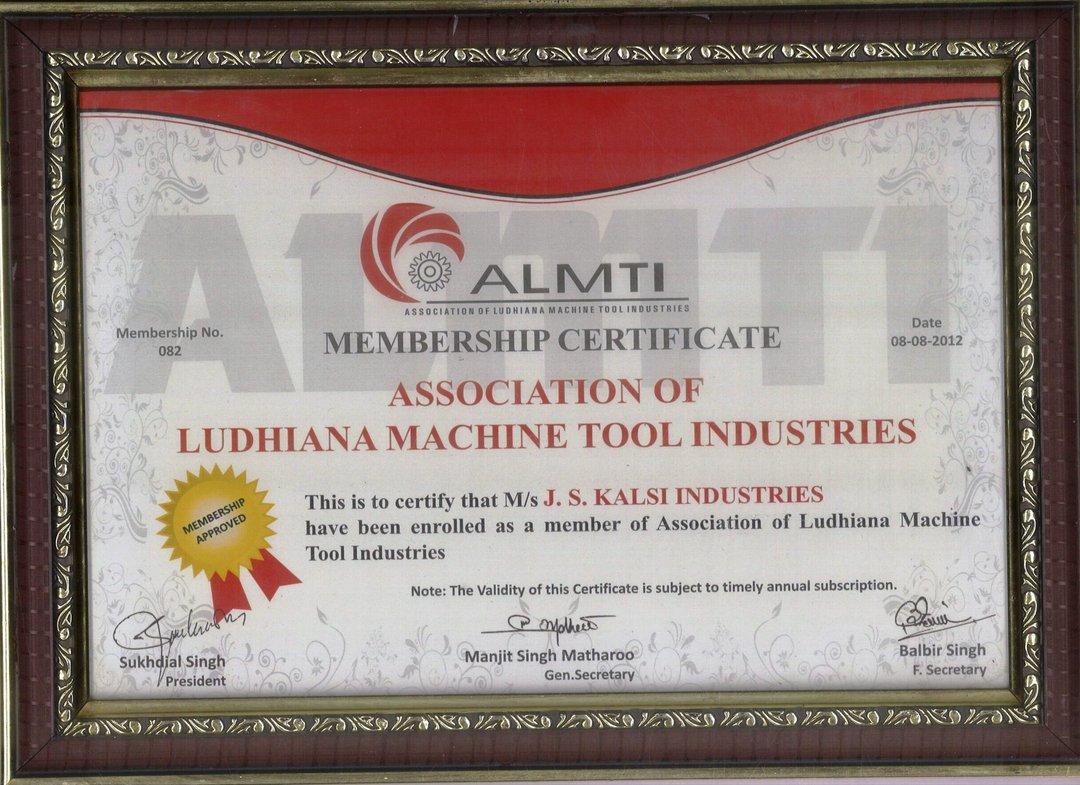 ALMTI
ALMTI
ASSOCIATION OF LUDHIANA MACHINE TOOL INDUSTRIES
Membership No.
082
Date
08-08-2012
MEMBERSHIP CERTIFICATE
ASSOCIATION OF
LUDHIANA MACHINE TOOL INDUSTRIES
MEMBERSHIP
APPROVED
This is to certify that M/s J. S. KALSI INDUSTRIES
have been enrolled as a member of Association of Ludhiana Machine
Tool Industries
Note: The Validity of this Certificate is subject to timely annual subscription.
Sukhdial Singh
President
Manjit Singh Matharoo
Gen.Secretary
Balbir Singh
F. Secretary